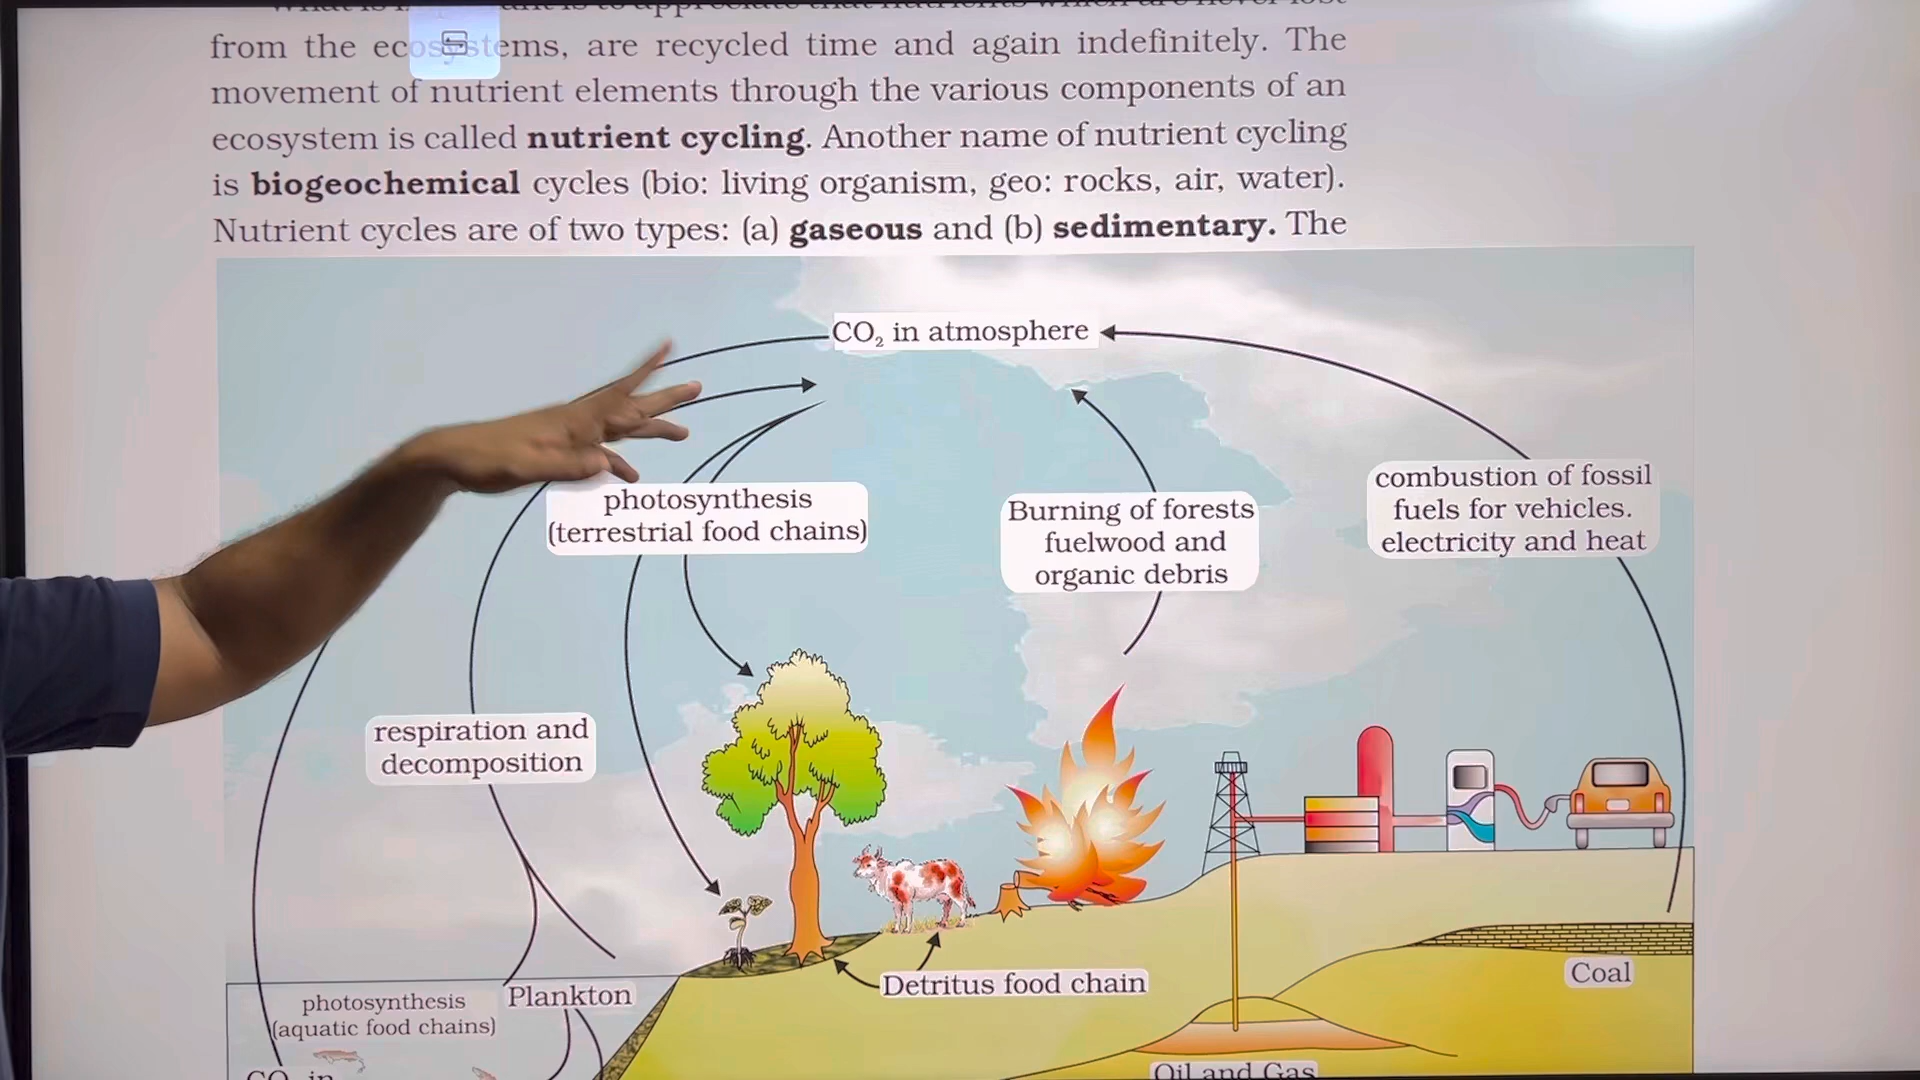 from the ecosystems, are recycled time and again indefinitely. The
movement of nutrient elements through the various components of an
ecosystem is called nutrient cycling. Another name of nutrient cycling
is biogeochemical cycles (bio: living organism, geo: rocks, air, water).
Nutrient cycles are of two types: (a) gaseous and (b) sedimentary. The
CO₂ in atmosphere
photosynthesis
(terrestrial food chains)
Burning of forests
fuelwood and
organic debris
combustion of fossil
fuels for vehicles.
electricity and heat
respiration and
decomposition
Detritus food chain
Coal
photosynthesis
(aquatic food chains)
Plankton
Oil and Gas